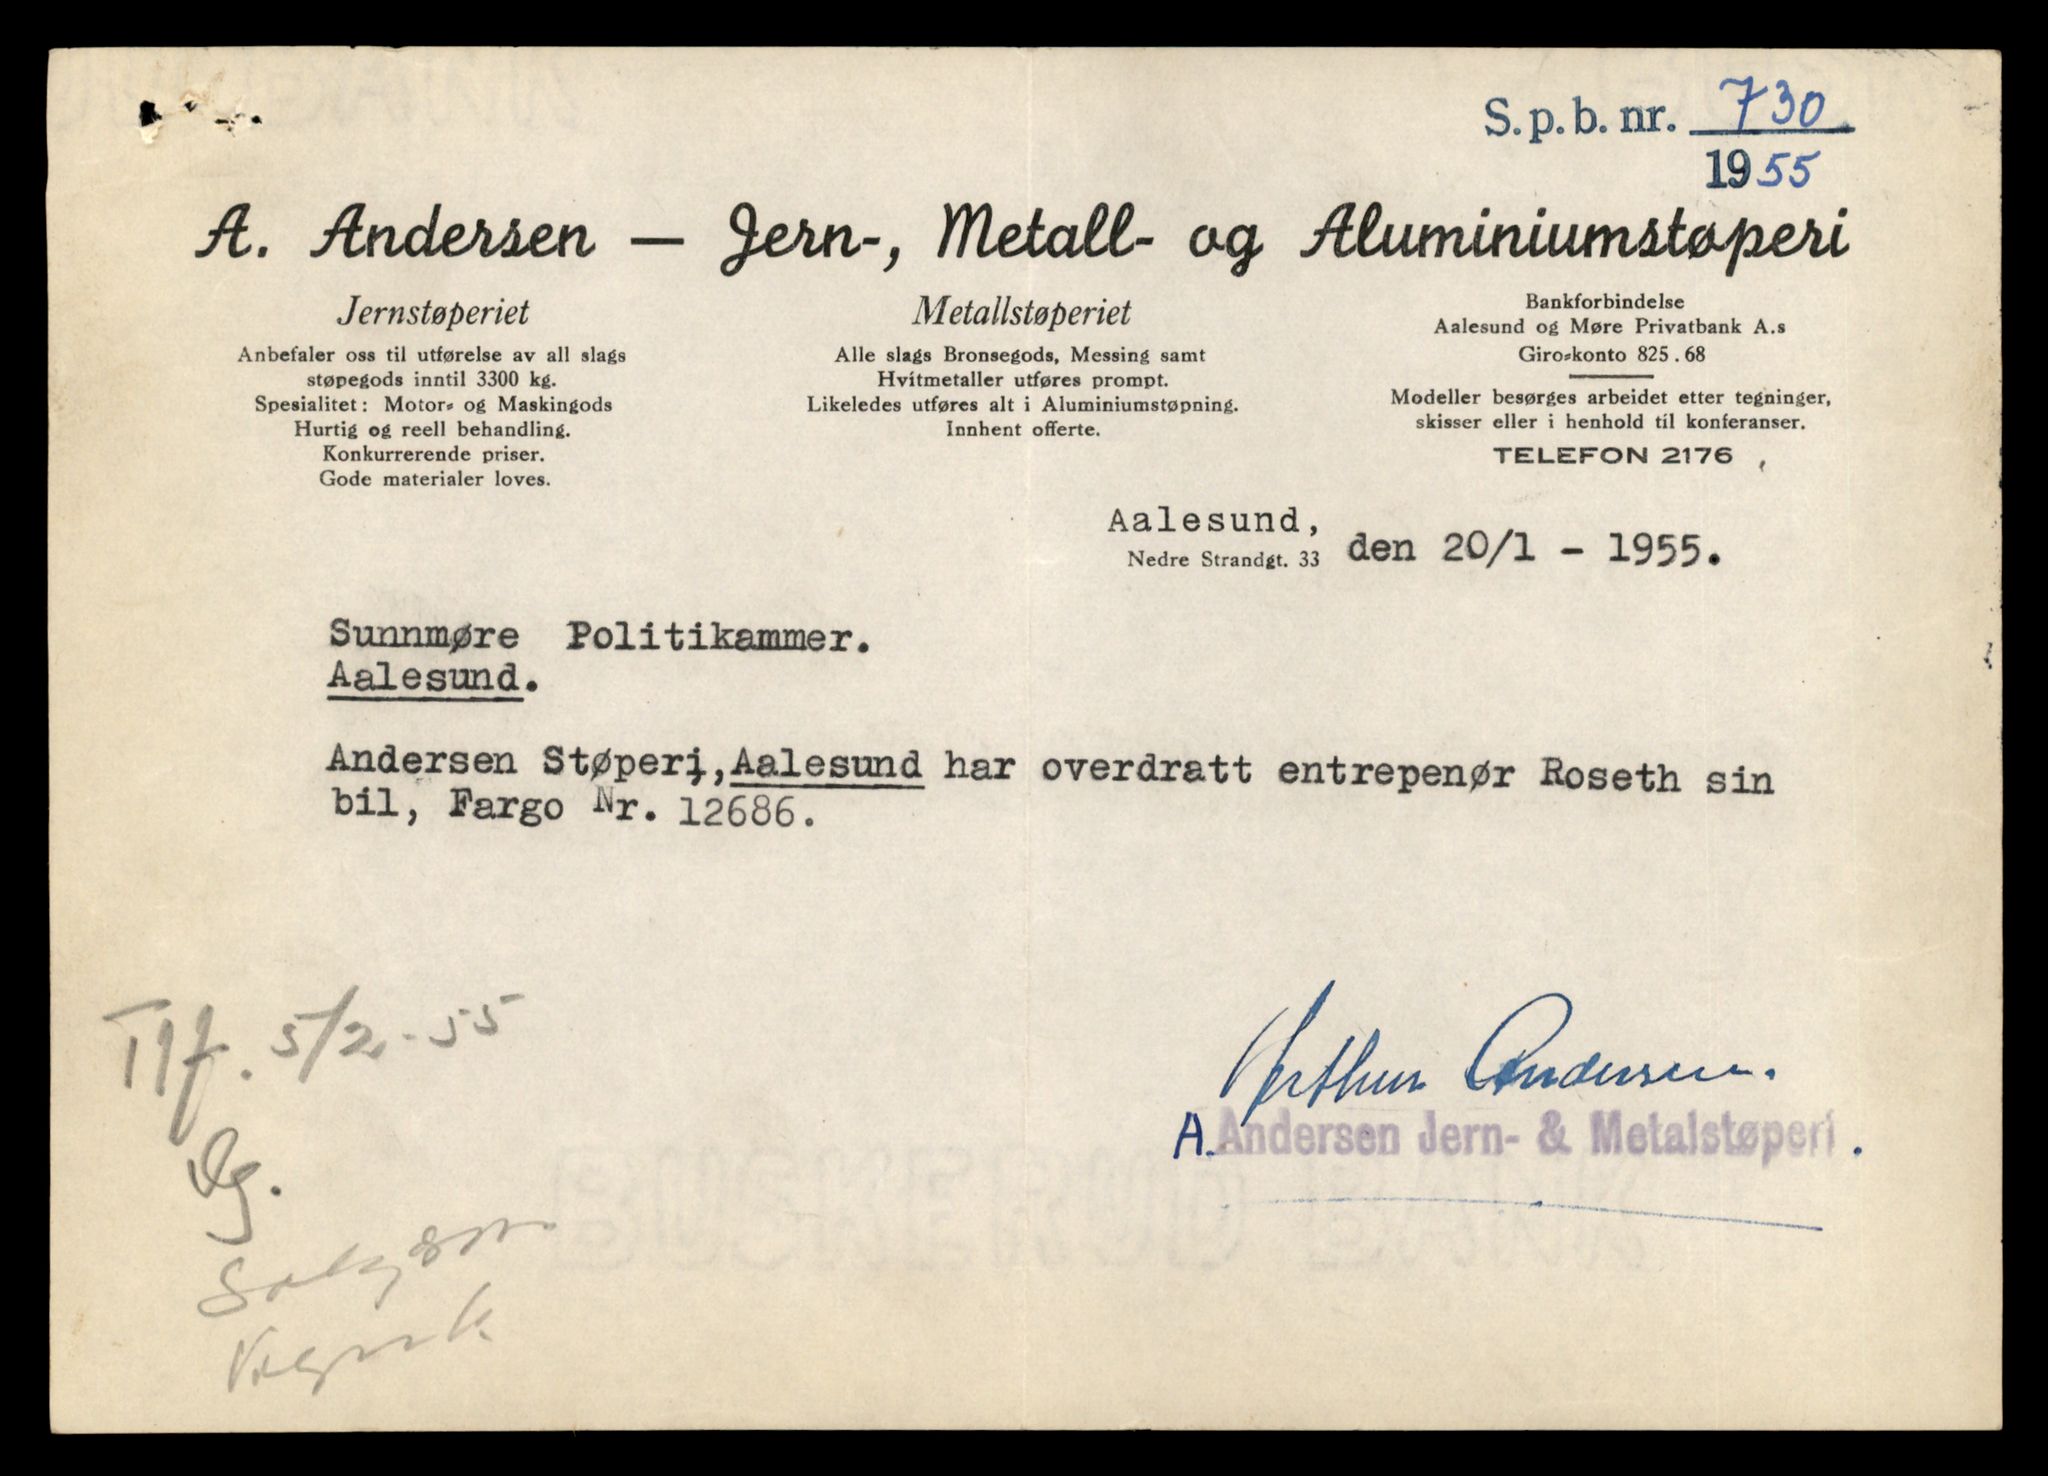 S.p.b. nr. 730
1955
A. Andersen — Jern-, Metall- og Aluminiumstøperi
Jernstøperiet
Anbefaler oss til utførelse av all slags
støpegods inntil 3300 kg.
Spesialitet: Motor- og Maskingods
Hurtig og reell behandling.
Konkurrerende priser.
Gode materialer loves.
Metallstøperiet
Alle slags Bronsegods, Messing samt
Hvitmetaller utføres prompt.
Likeledes utføres alt i Aluminiumstøpning.
Innhent offerte.
Bankforbindelse
Aalesund og Møre Privatbank A.s
Giro-konto 825.68
Modeller besørges arbeidet etter tegninger,
skisser eller i henhold til konferanser.
TELEFON 2176
Aalesund,
Nedre Strandgt. 33 den 20/1 - 1955.
Sunnmøre Politikammer.
Aalesund.
Andersen Støperi, Aalesund har overdratt entrepenør Roseth sin
bil, Fargo Nr. 12686.
Tlf. 5/2.-55
Og.
Arthur Andersen.
A. Andersen Jern- & Metalstøperi.